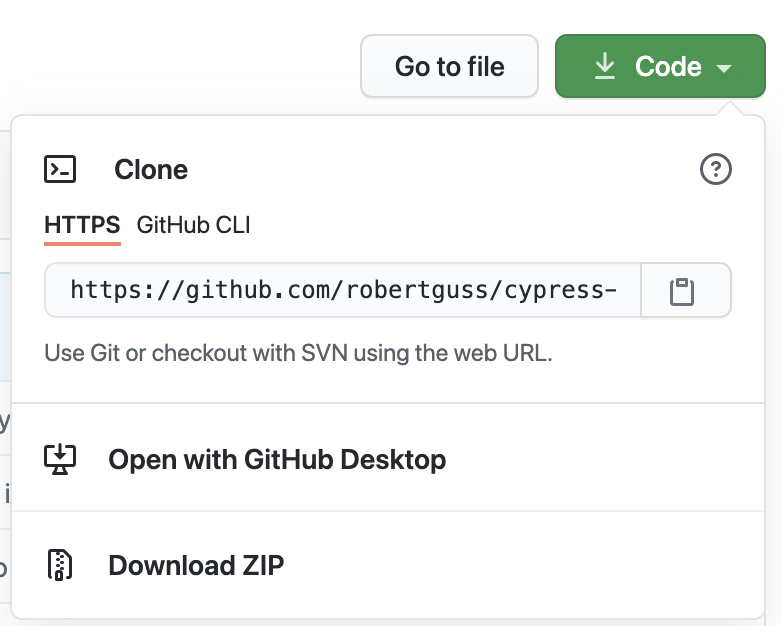 Go to file
Code
Clone
HTTPS GitHub CLI
https://github.com/robertguss/cypress-
Use Git or checkout with SVN using the web URL.
Open with GitHub Desktop
Download ZIP